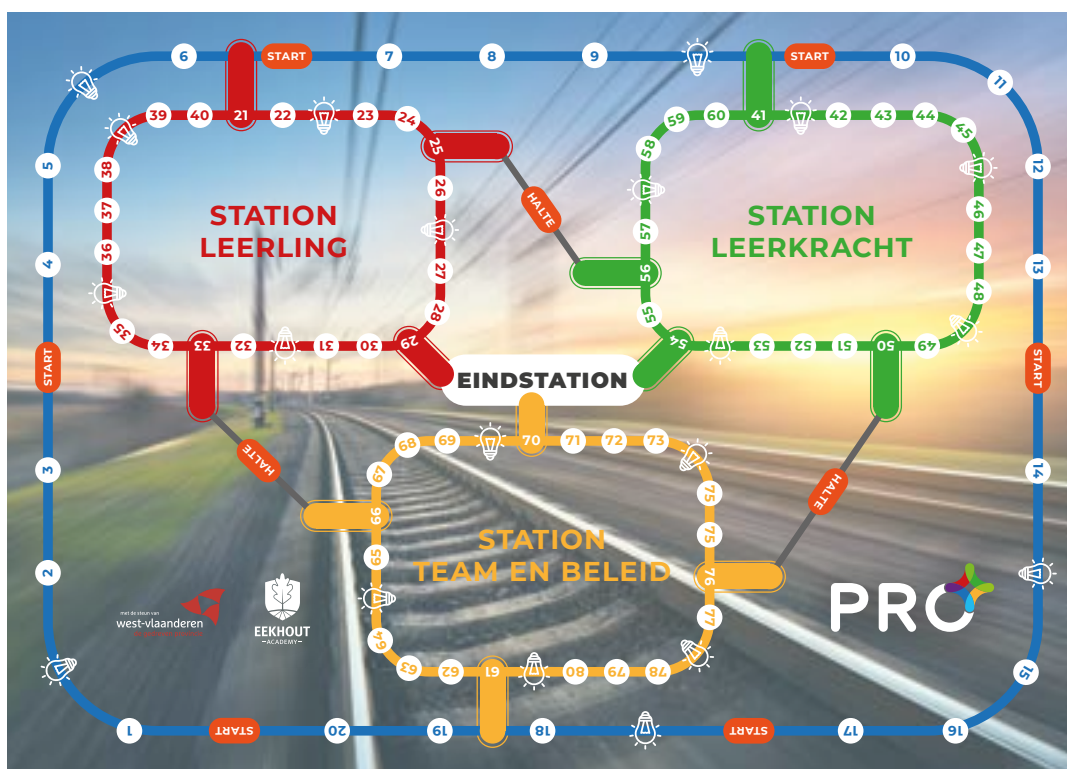 6 START 7 8 9 START 10
11
39 40 21 22 23 24
59 60 41 42 43 44
45
5
38
25
58
12
26
HALTE
37
46
STATION
LEERLING
STATION
LEERKRACHT
57
36
47
4
27
56
13
48
28
55
35
34 33 32 31 30 29
54 53 52 51 50 49
START
EINDSTATION
START
68 69 70 71 72 73
HALTE
67
3
14
HALTE
75
66
75
STATION
TEAM EN BELEID
65
2
76
met de steun van
west-vlaanderen
EEKHOUT
ACADEMY
PRO
77
64
63 62 61 80 79 78
15
1 START 20 19 18 START 17 16